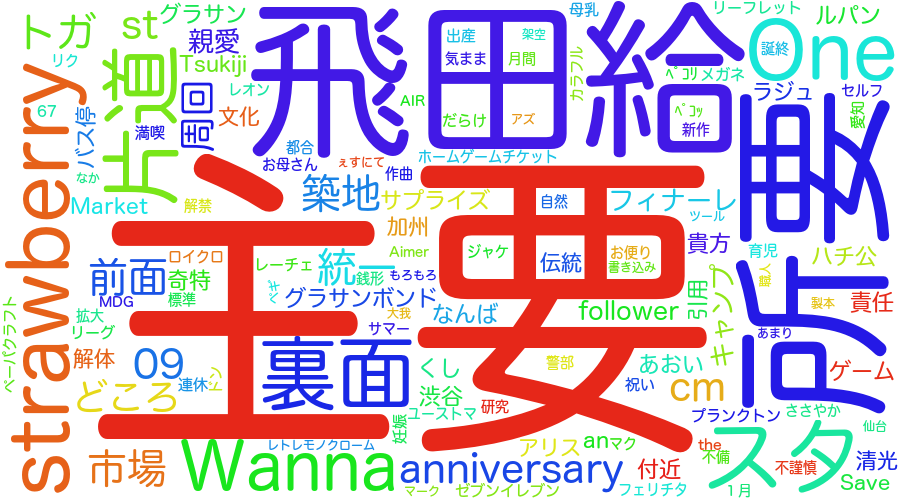 トガ
st
グラサン
親愛
Tsukiji
リク
レオン
67
バス停
なか
片道
周回
満喫
文化
飛田給
母乳
出産
架空
気まま
月間
カラフル
AIR
だらけ
アズ
リーフレット
ルパン
One
誕終
ﾍﾟｺﾘ
メガネ
ﾍﾟｺｯ
新作
ラジュ
セルフ
愛知
strawberry
Market
解禁
都合
お母さん
ぇすにて
作曲
ホームゲームチケット
築地
サプライズ
自然
フィナーレ
ツール
所要
主要
加州
Aimer
貴方
ハチ公
育児
前面
ロイクロ
奇特
標準
MDG
レーチェ
統一
銭形
もろもろ
ジャケ
伝統
お便り
書き込み
ペキ
グラサンボンド
大我
なんば
サマー
follower
引用
キャンプ
職人
製本
責任
あまり
ペーパクラフト
拡大
リーグ
解体
09
連休
ドン
どころ
裏面
くし
渋谷
ユーストマ
妊娠
研究
警部
あおい
祝い
cm
プランクトン
ゲーム
ささやか
仙台
市場
Wanna
レトレモノクローム
anniversary
アリス
an
マク
付近
the
不備
スタ
不謹慎
清光
Save
マーク
ゼブンイレブン
フェリチタ
1月